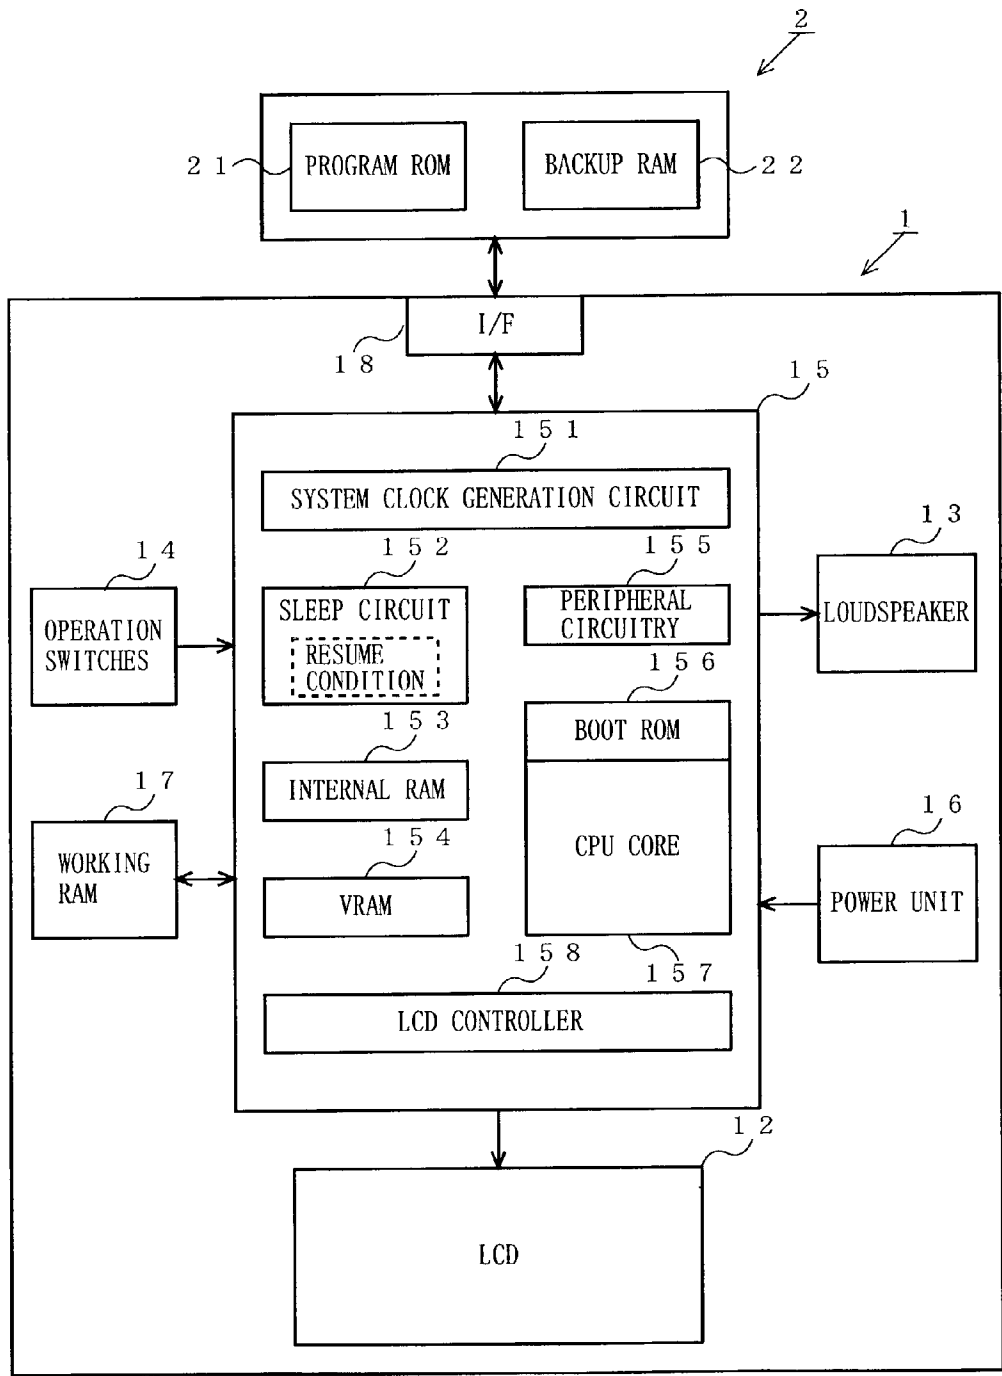 2
21
PROGRAM ROM
BACKUP RAM
22
1
I/F
18
15
151
SYSTEM CLOCK GENERATION CIRCUIT
14
152
155
13
OPERATION
SWITCHES
SLEEP CIRCUIT
RESUME
CONDITION
PERIPHERAL
CIRCUITRY
LOUDSPEAKER
156
BOOT ROM
153
INTERNAL RAM
17
154
CPU CORE
16
WORKING
RAM
VRAM
POWER UNIT
158
157
LCD CONTROLLER
12
LCD